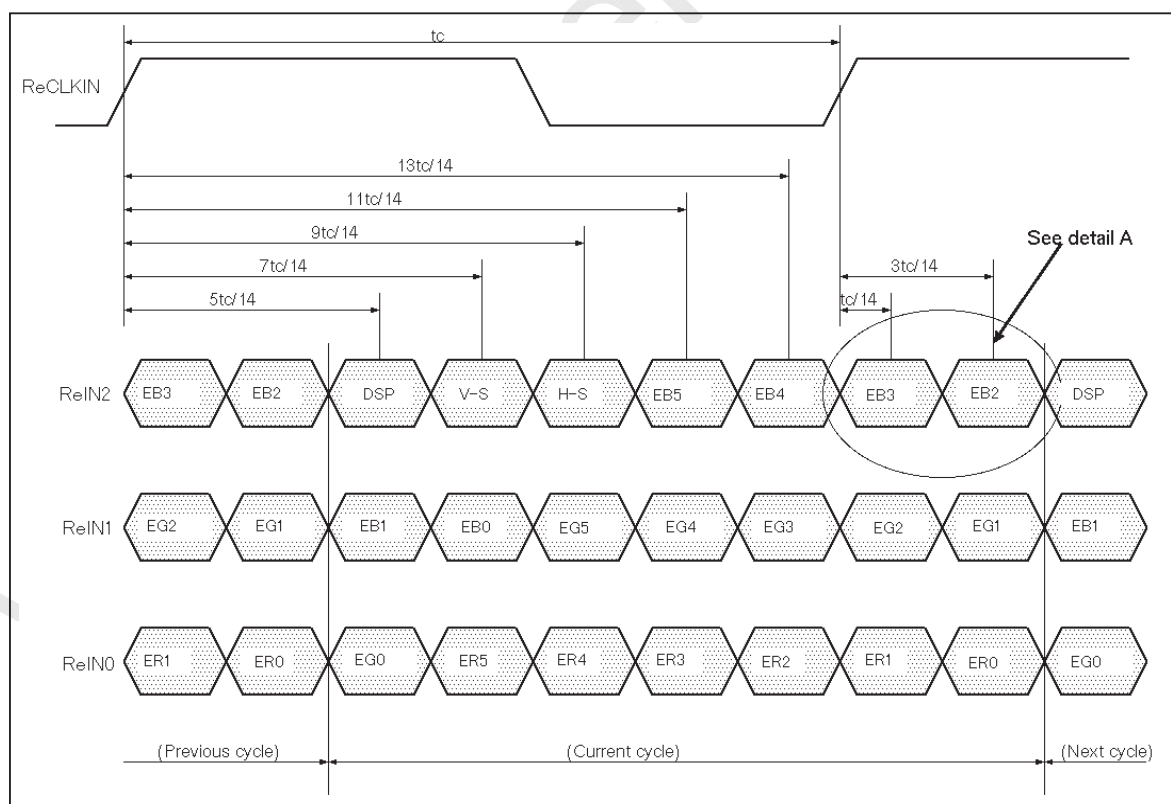 tc
ReCLKIN
13tc/14
11tc/14
9tc/14
See detail A
7tc/14
3tc/14
5tc/14
tc/14
ReIN2 EB3 EB2 DSP V-S H-S EB5 EB4 EB3 EB2 DSP
ReIN1 EG2 EG1 EB1 EB0 EG5 EG4 EG3 EG2 EG1 EB1
ReIN0 ER1 ER0 EG0 ER5 ER4 ER3 ER2 ER1 ER0 EG0
(Previous cycle) (Current cycle) (Next cycle)